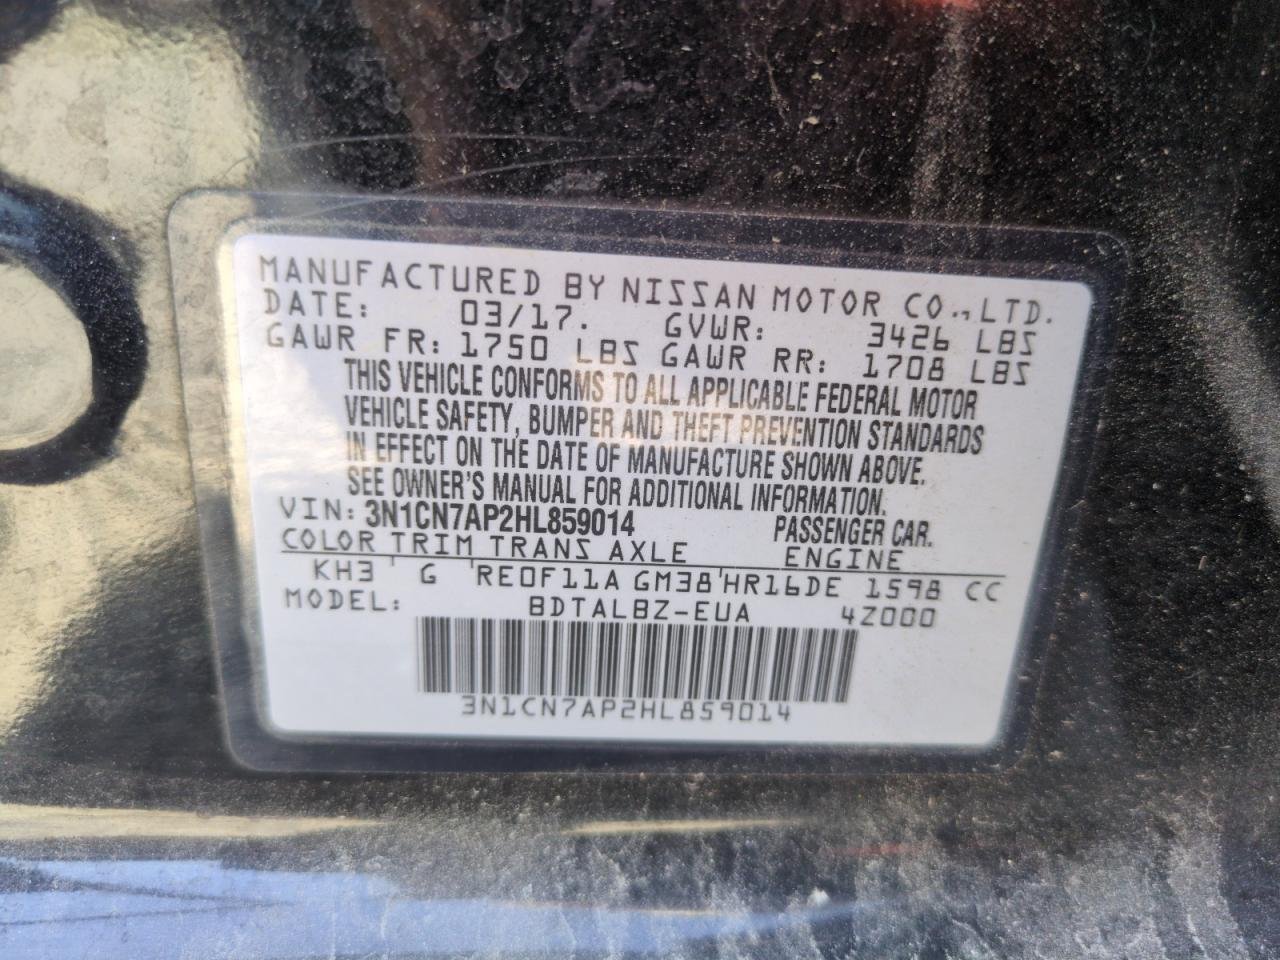 MANUFACTURED BY NISSAN MOTOR CO., LTD.
DATE: 03/17. GVWR: 3426 LBS
GAWR FR: 1750 LBS GAWR RR: 1708 LBS
THIS VEHICLE CONFORMS TO ALL APPLICABLE FEDERAL MOTOR
VEHICLE SAFETY, BUMPER AND THEFT PREVENTION STANDARDS
IN EFFECT ON THE DATE OF MANUFACTURE SHOWN ABOVE.
SEE OWNER'S MANUAL FOR ADDITIONAL INFORMATION.
VIN: 3N1CN7AP2HL859014 PASSENGER CAR.
COLOR TRIM TRANS AXLE ENGINE
KH3 G RE0F11A GM38 HR16DE 1598 CC
MODEL: BDTALBZ-EUA 4Z000
3N1CN7AP2HL859014